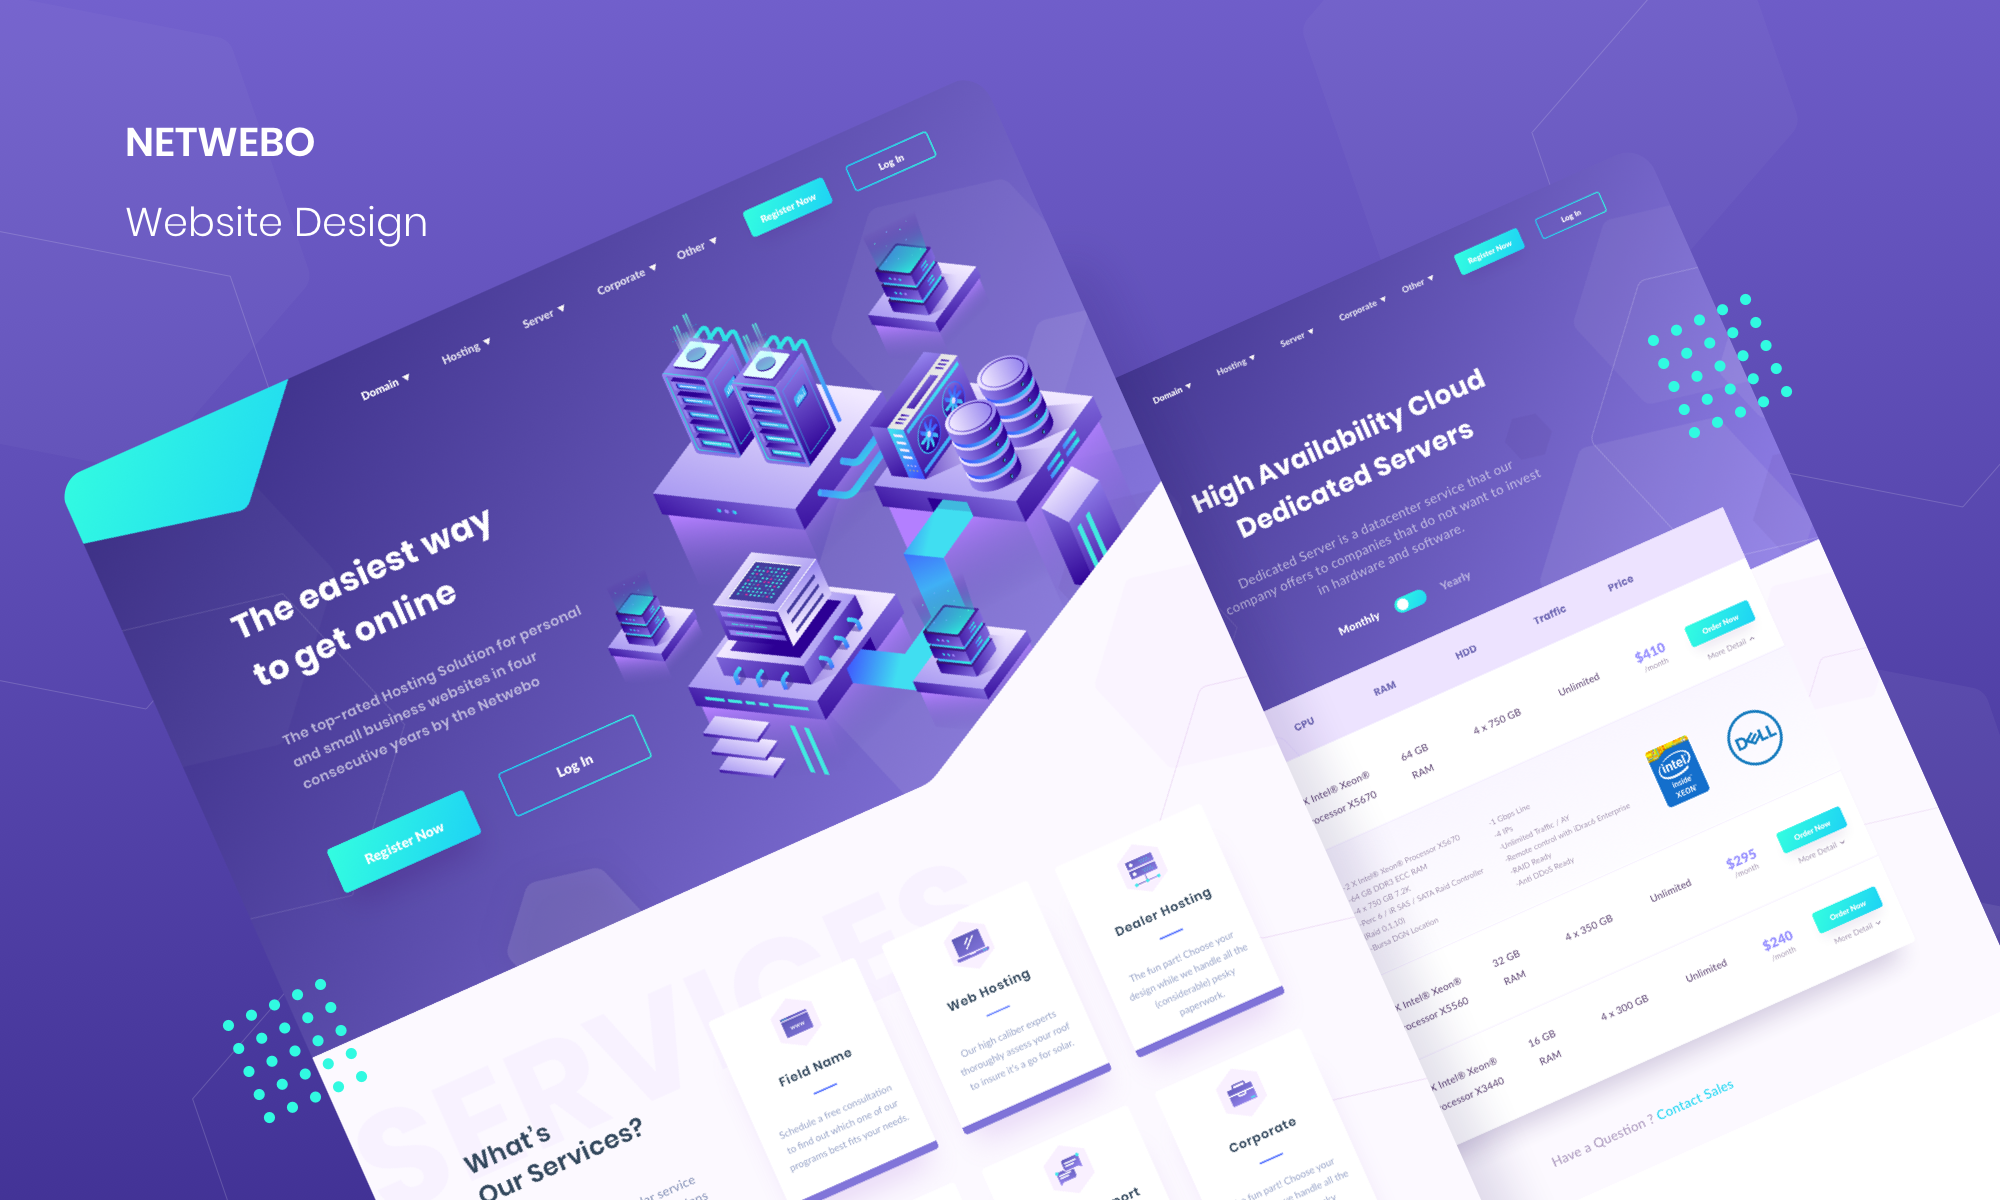 NETWEBO
Website Design
Domain
Hosting
Server
Corporate
Other
Register Now
Log In
The easiest way
to get online
The top-rated Hosting Solution for personal
and small business websites in four
consecutive years by the Netwebo
Register Now
Log In
SERVICES
What's
Our Services?
service
Field Name
Schedule a free consultation
to find out which one of our
programs best fits your needs.
Web Hosting
Our high caliber experts
thoroughly assess your roof
to insure it's a go for solar.
Dealer Hosting
The fun part! Choose your
design while we handle all the
(considerable) pesky
paperwork.
Corporate
fun part! Choose your
we handle all the
Domain
Hosting
Server
Corporate
Other
Register Now
Log In
High Availability Cloud
Dedicated Servers
Dedicated Server is a datacenter service that our
company offers to companies that do not want to invest
in hardware and software.
Monthly
Yearly
CPU
RAM
HDD
Traffic
Price
X Intel® Xeon®
rocessor X5670
64 GB
RAM
4 x 750 GB
Unlimited
$410
/month
Order Now
More Detail
-2 X Intel® Xeon® Processor X5670
-64 GB DDR3 ECC RAM
-4 x 750 GB 7.2K
-Perc 6 / iR SAS / SATA Raid Controller
(Raid 0,1,10)
-Bursa DGN Location
-1 Gbps Line
-4 IPs
-Unlimited Traffic / AY
-Remote control with iDrac6 Enterprise
-RAID Ready
-Anti DDoS Ready
intel
inside
XEON
DELL
X Intel® Xeon®
rocessor X5560
32 GB
RAM
4 x 350 GB
Unlimited
$295
/month
Order Now
More Detail
X Intel® Xeon®
rocessor X3440
16 GB
RAM
4 x 300 GB
Unlimited
$240
/month
Order Now
More Detail
Have a Question ? Contact Sales